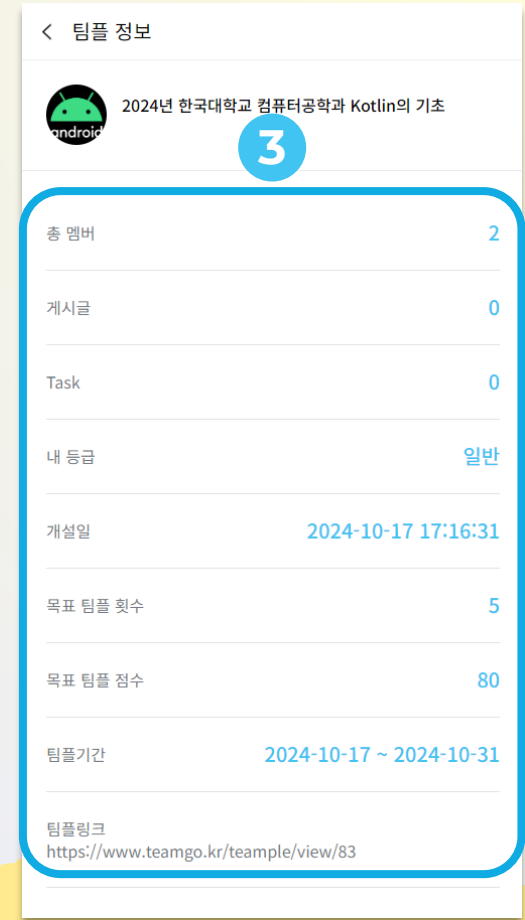 팀플 정보
android
2024년 한국대학교 컴퓨터공학과 Kotlin의 기초
3
총 멤버 2
게시글 0
Task 0
내 등급 일반
개설일 2024-10-17 17:16:31
목표 팀플 횟수 5
목표 팀플 점수 80
팀플기간 2024-10-17 ~ 2024-10-31
팀플링크
https://www.teamgo.kr/teample/view/83